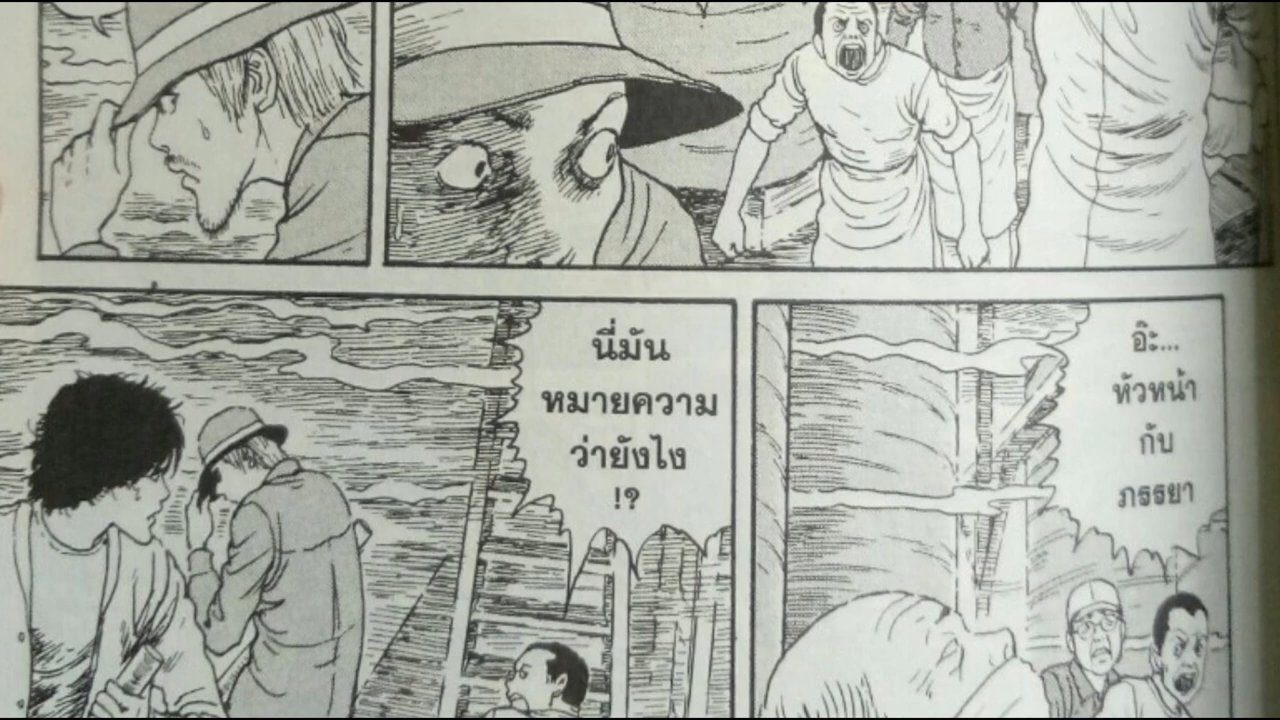 นี่มัน
หมายความ
ว่ายังไง
!?
อ๊ะ...
หัวหน้า
กับ
ภรรยา